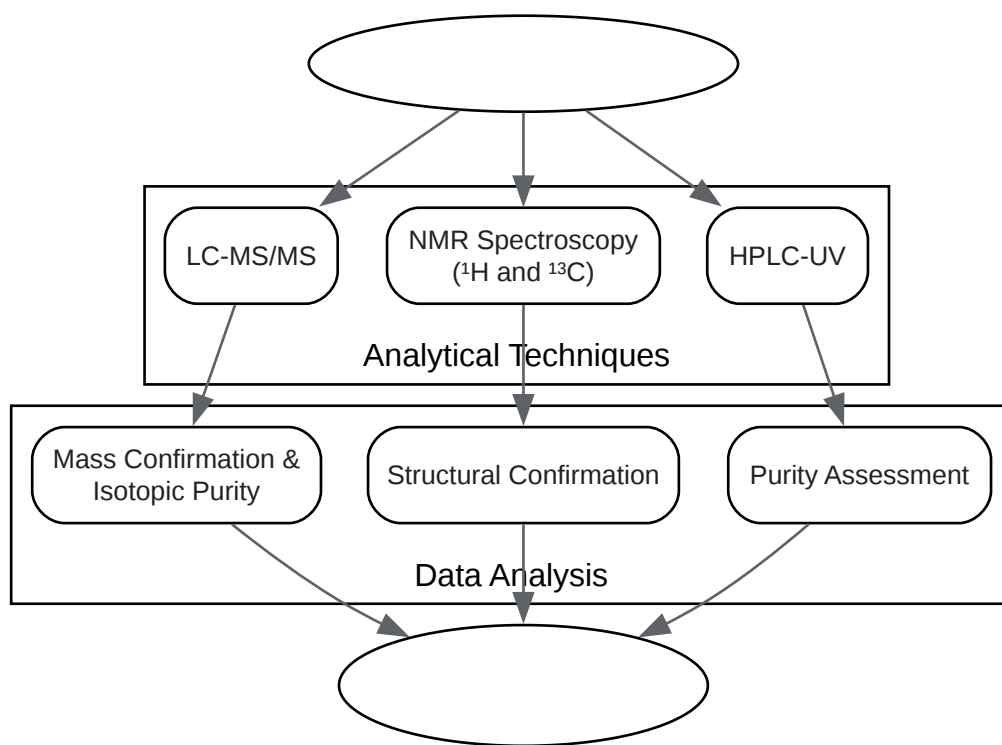 LC-MS/MS
NMR Spectroscopy
(¹H and ¹³C)
HPLC-UV
Analytical Techniques
Mass Confirmation &
Isotopic Purity
Structural Confirmation
Purity Assessment
Data Analysis